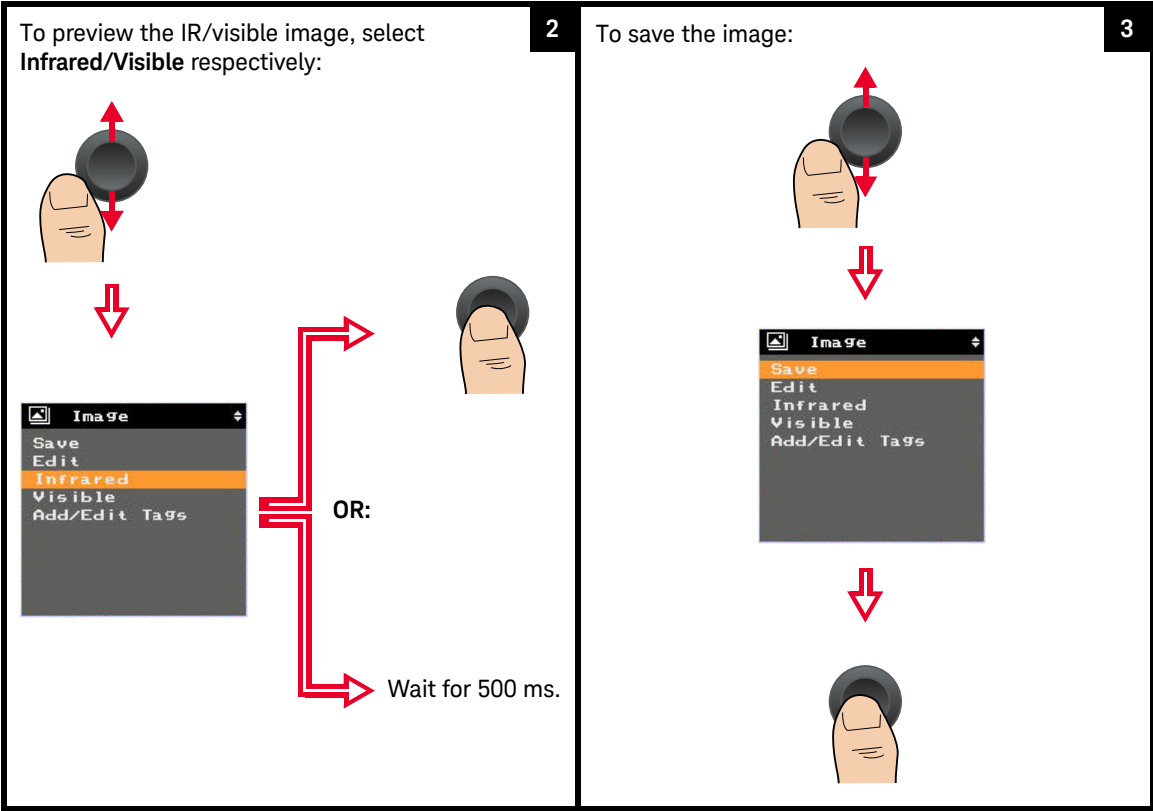 2
To preview the IR/visible image, select
Infrared/Visible respectively:
Image
Save
Edit
Infrared
Visible
Add/Edit Tags
OR:
Wait for 500 ms.
3
To save the image:
Image
Save
Edit
Infrared
Visible
Add/Edit Tags